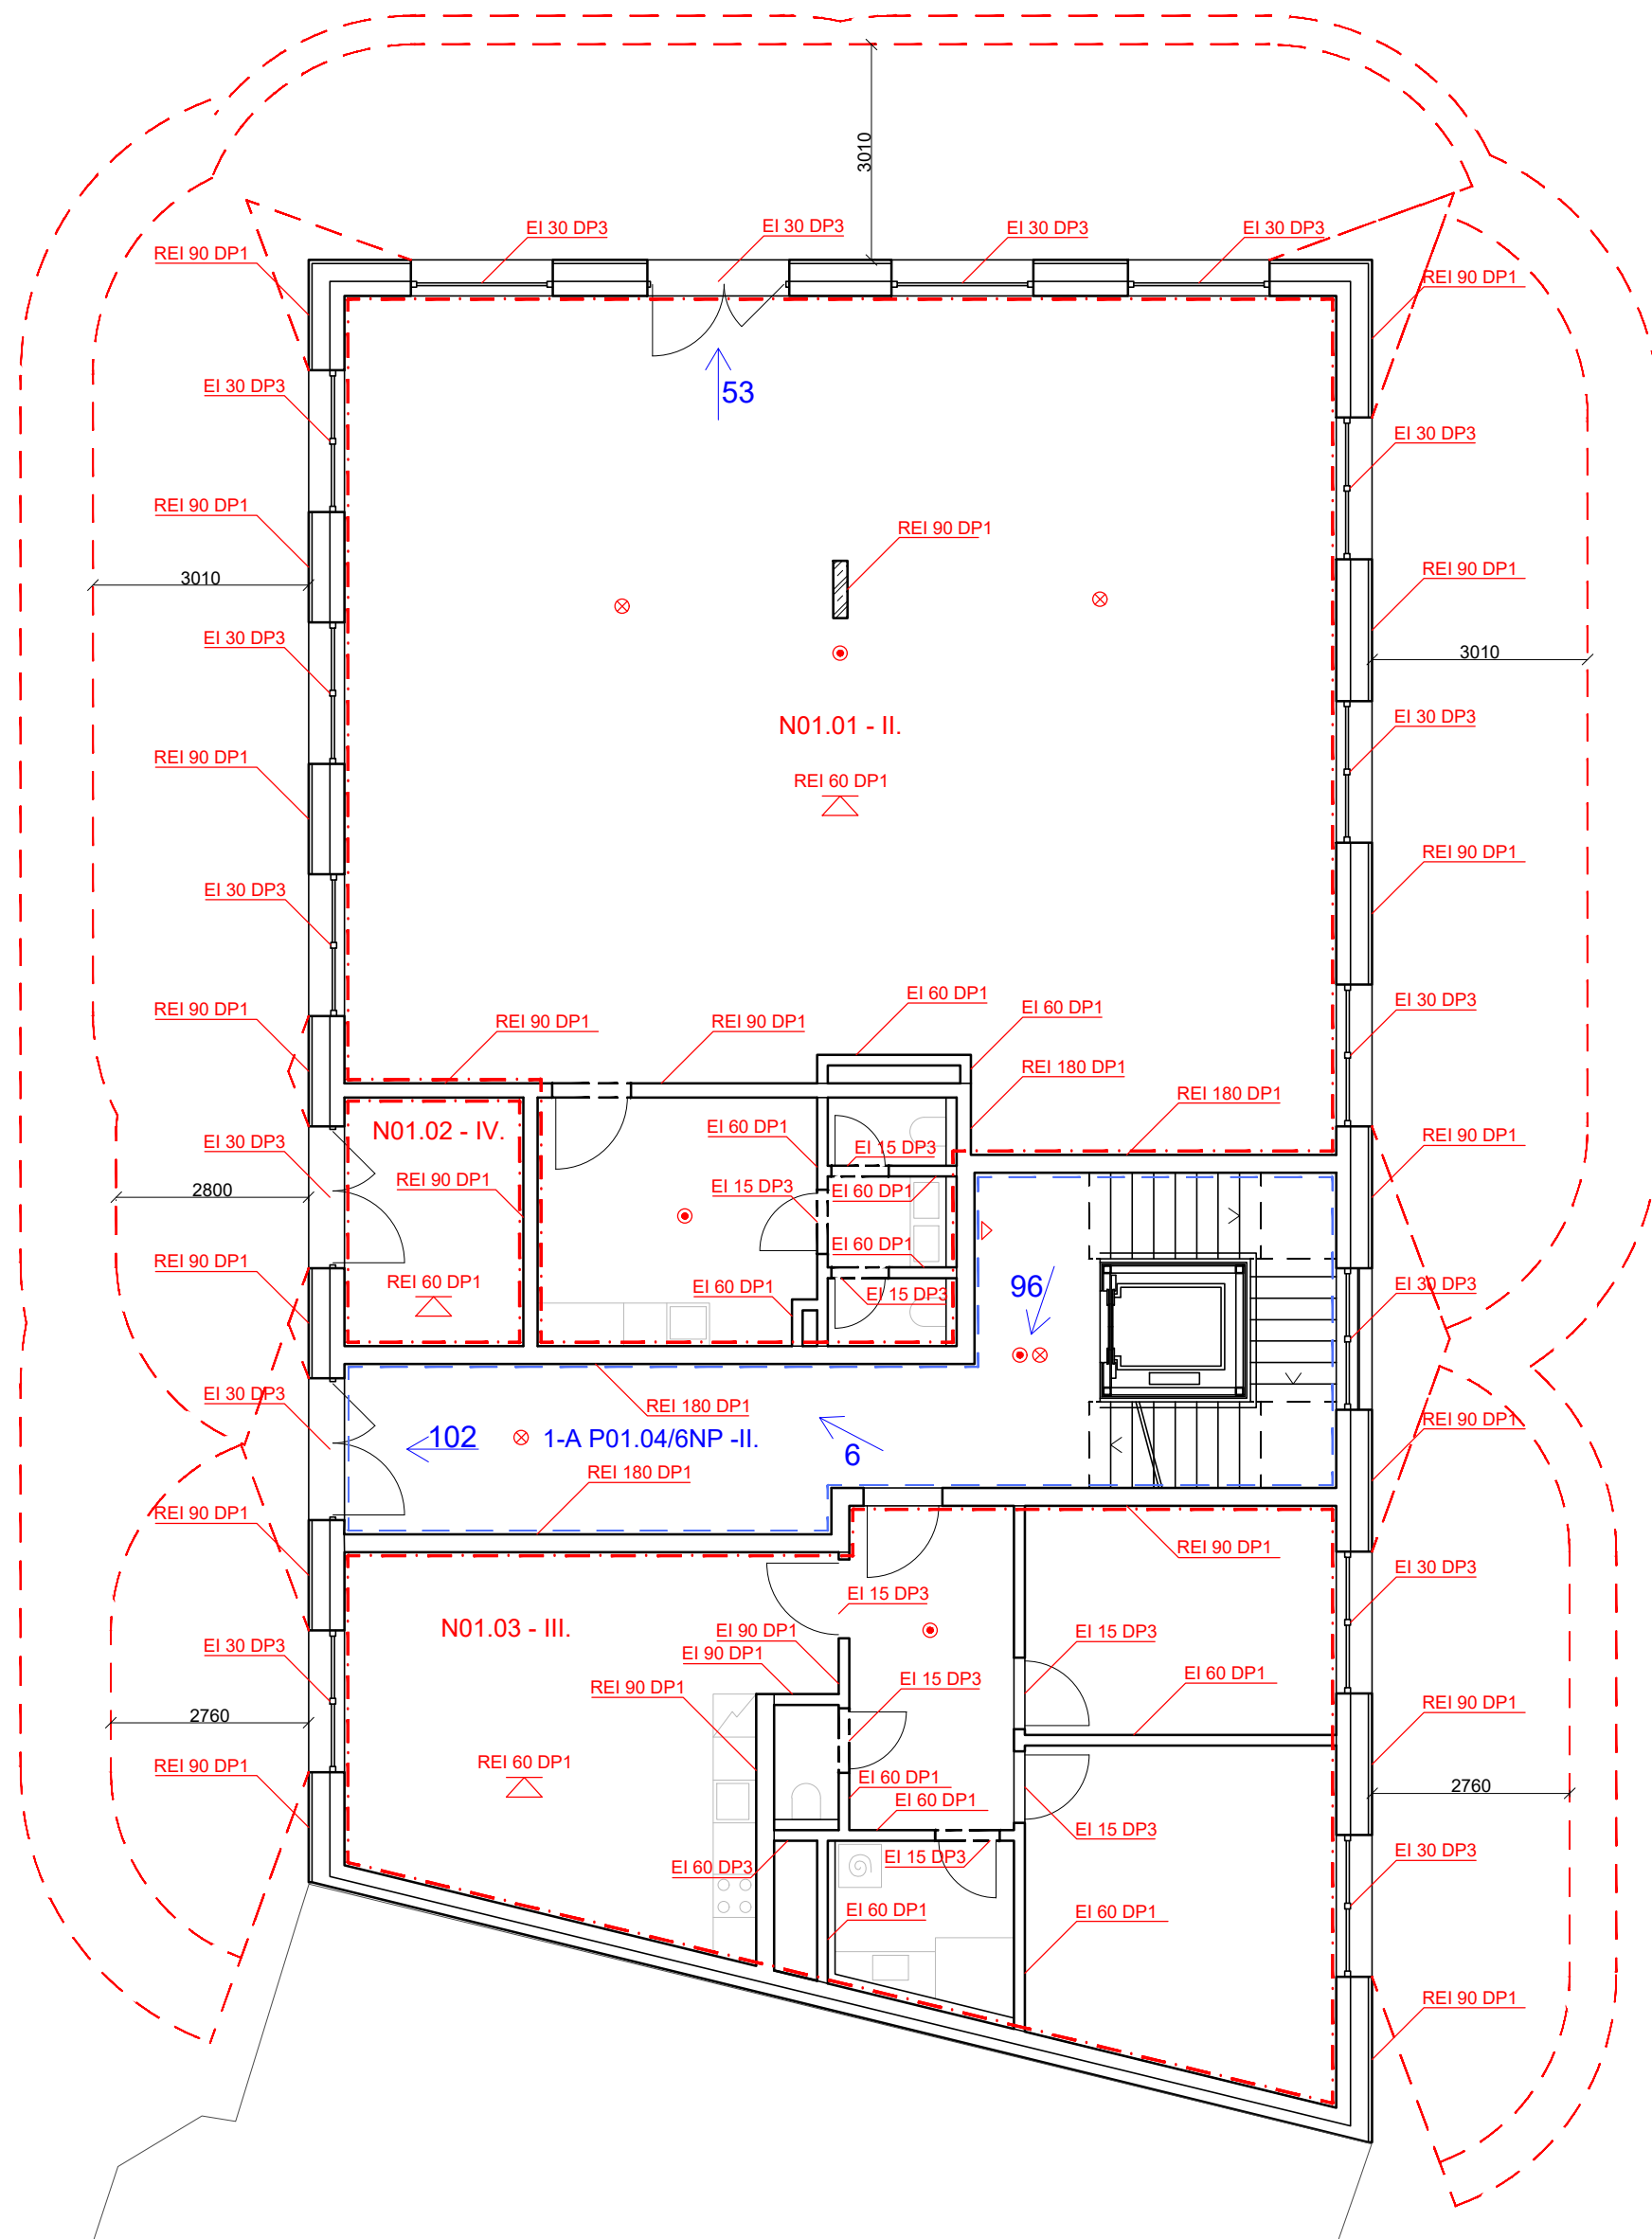 3010
EI 30 DP3
EI 30 DP3
EI 30 DP3
EI 30 DP3
REI 90 DP1
REI 90 DP1
EI 30 DP3
53
EI 30 DP3
REI 90 DP1
REI 90 DP1
REI 90 DP1
3010
EI 30 DP3
3010
N01.01 - II.
EI 30 DP3
REI 90 DP1
REI 60 DP1
REI 90 DP1
EI 30 DP3
EI 60 DP1
EI 30 DP3
REI 90 DP1
REI 90 DP1
REI 90 DP1
EI 60 DP1
REI 180 DP1
REI 180 DP1
N01.02 - IV.
EI 60 DP1
REI 90 DP1
EI 30 DP3
EI 15 DP3
REI 90 DP1
EI 15 DP3
EI 60 DP1
2800
EI 60 DP1
REI 90 DP1
REI 60 DP1
EI 60 DP1
EI 15 DP3
96
EI 30 DP3
EI 30 DP3
REI 180 DP1
REI 90 DP1
102
1-A P01.04/6NP -II.
6
REI 180 DP1
REI 90 DP1
REI 90 DP1
EI 30 DP3
EI 15 DP3
N01.03 - III.
EI 90 DP1
EI 15 DP3
EI 30 DP3
EI 90 DP1
EI 60 DP1
EI 15 DP3
REI 90 DP1
REI 90 DP1
2760
REI 60 DP1
REI 90 DP1
EI 60 DP1
2760
EI 60 DP1
EI 15 DP3
EI 30 DP3
EI 15 DP3
EI 60 DP3
EI 60 DP1
EI 60 DP1
REI 90 DP1